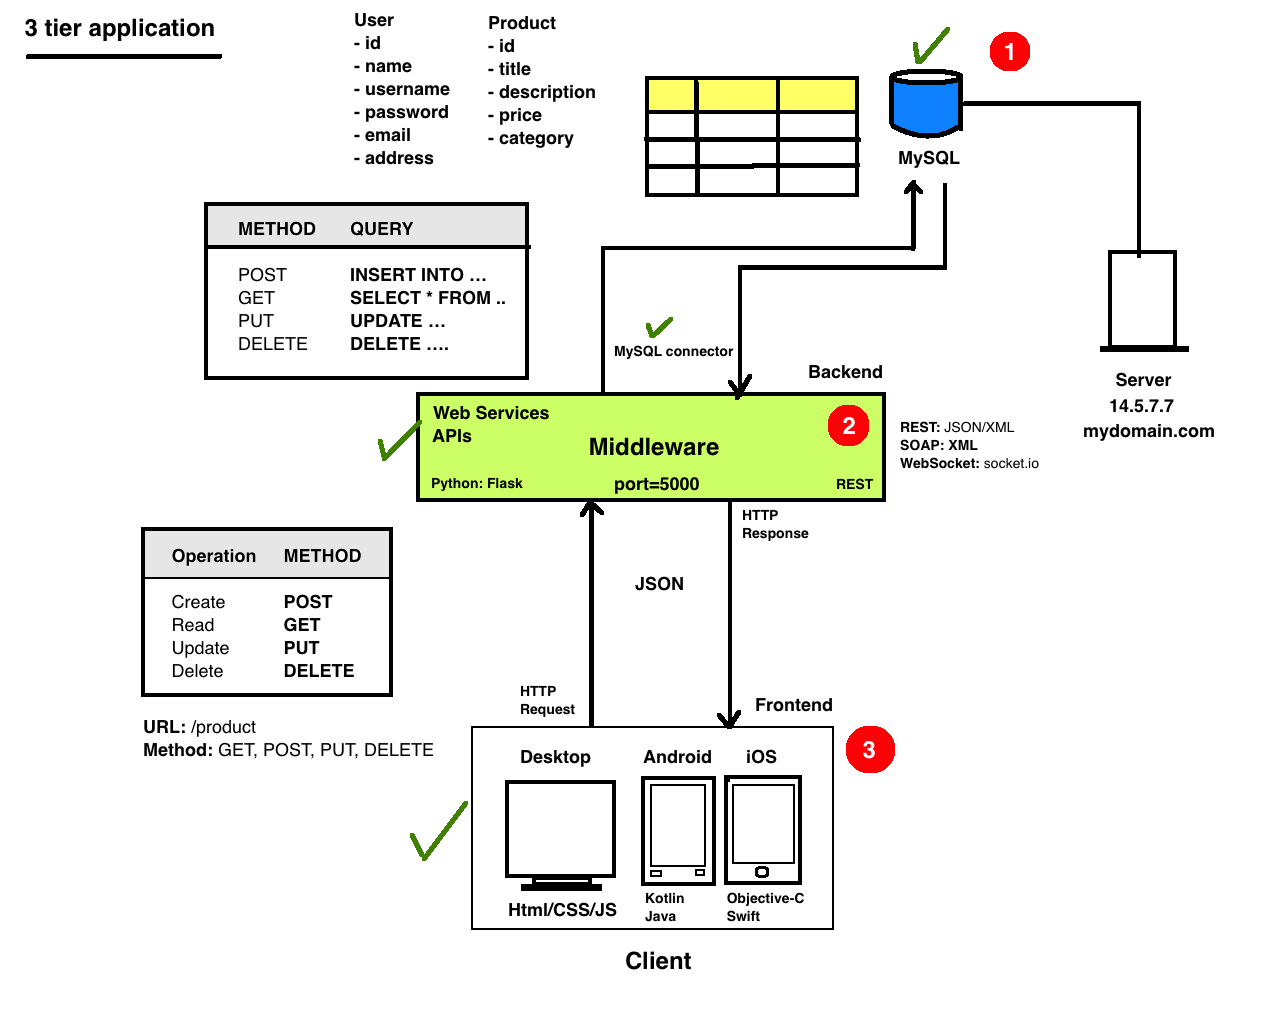 3 tier application
User
- id
- name
- username
- password
- email
- address
Product
- id
- title
- description
- price
- category
1
MySQL
METHOD QUERY
POST INSERT INTO ...
GET SELECT * FROM ..
PUT UPDATE ...
DELETE DELETE ....
MySQL connector
Backend
Server
14.5.7.7
mydomain.com
Web Services
APIs
Middleware
2
Python: Flask
port=5000
REST
REST: JSON/XML
SOAP: XML
WebSocket: socket.io
HTTP
Response
Operation METHOD
Create POST
Read GET
Update PUT
Delete DELETE
JSON
URL: /product
Method: GET, POST, PUT, DELETE
HTTP
Request
Frontend
3
Desktop
Android
iOS
Html/CSS/JS
Kotlin
Java
Objective-C
Swift
Client